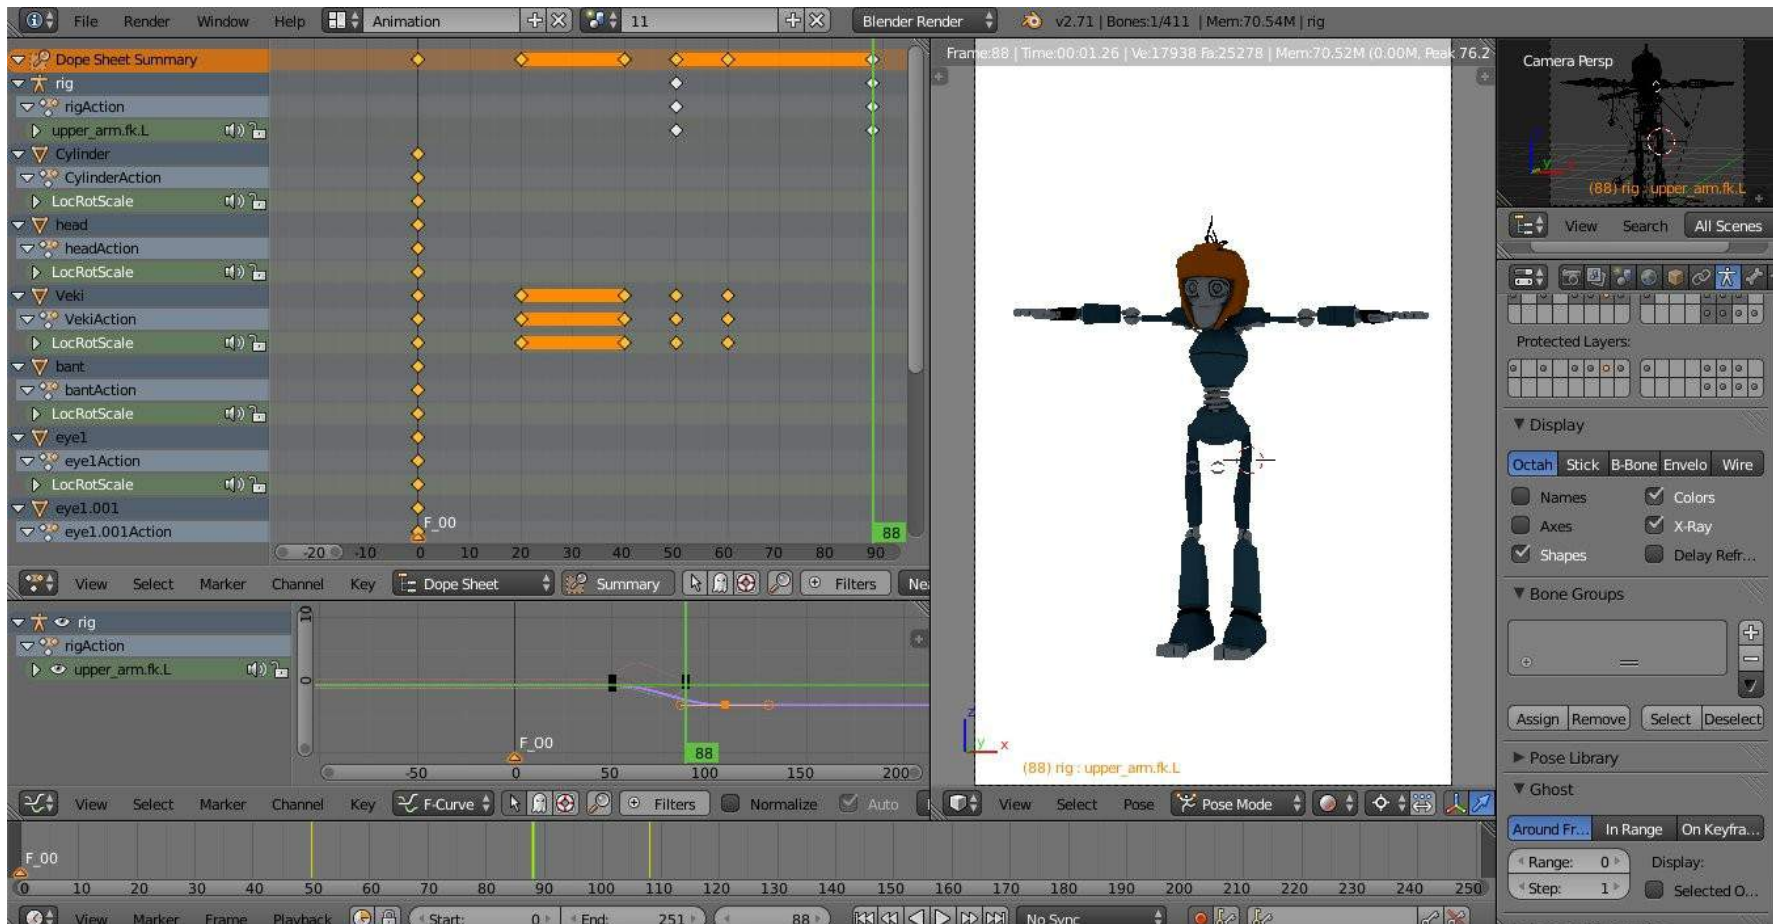 File Render Window Help Animation 11 Blender Render v2.71 | Bones:1/411 | Mem:70.54M | rig
Dope Sheet Summary
rig
rigAction
upper_arm.fk.L
Cylinder
CylinderAction
LocRotScale
head
headAction
LocRotScale
Veki
VekiAction
LocRotScale
bant
bantAction
LocRotScale
eye1
eye1Action
LocRotScale
eye1.001
eye1.001Action
F_00
88
-20 -10 0 10 20 30 40 50 60 70 80 90
View Select Marker Channel Key Dope Sheet Summary Filters Ne
rig
rigAction
upper_arm.fk.L
10
0
F_00
88
-50 0 50 100 150 200
View Select Marker Channel Key F-Curve Filters Normalize Auto
Frame:88 | Time:00:01.26 | Ve:17938 Fa:25278 | Mem:70.52M (0.00M, Peak 76.2
z
y x
(88) rig : upper_arm.fk.L
View Select Pose Pose Mode
Camera Persp
y
(88) rig : upper_arm.fk.L
View Search All Scenes
Protected Layers:
Display
Octah Stick B-Bone Envelo Wire
Names Colors
Axes X-Ray
Shapes Delay Refr...
Bone Groups
Assign Remove Select Deselect
Pose Library
Ghost
Around Fr... In Range On Keyfra...
Range: 0 Display:
Step: 1 Selected O...
F_00
0 10 20 30 40 50 60 70 80 90 100 110 120 130 140 150 160 170 180 190 200 210 220 230 240 250
View Marker Frame Playback Start: 0 End: 251 88 No Sync